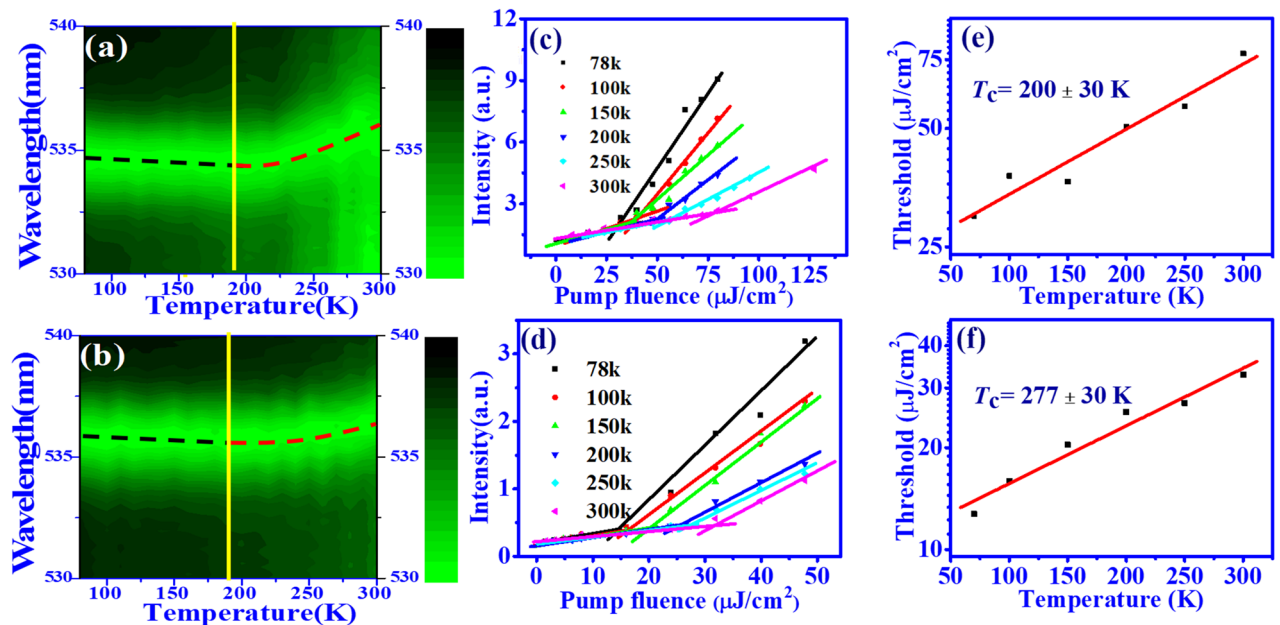 (a)
Wavelength(nm)
540
535
530
100
150
200
250
300
Temperature(K)
540
535
530
(b)
Wavelength(nm)
540
535
530
100
150
200
250
300
Temperature(K)
540
535
530
(c)
Intensity (a.u.)
12
9
6
3
78k
100k
150k
200k
250k
300k
0
25
50
75
100
125
Pump fluence (μJ/cm²)
(d)
Intensity(a.u.)
3
2
1
0
78k
100k
150k
200k
250k
300k
0
10
20
30
40
50
Pump fluence (μJ/cm²)
(e)
Threshold (μJ/cm²)
75
50
25
Tc= 200 ± 30 K
50
100
150
200
250
300
Temperature (K)
(f)
Threshold (μJ/cm²)
40
30
20
10
Tc= 277 ± 30 K
50
100
150
200
250
300
Temperature (K)